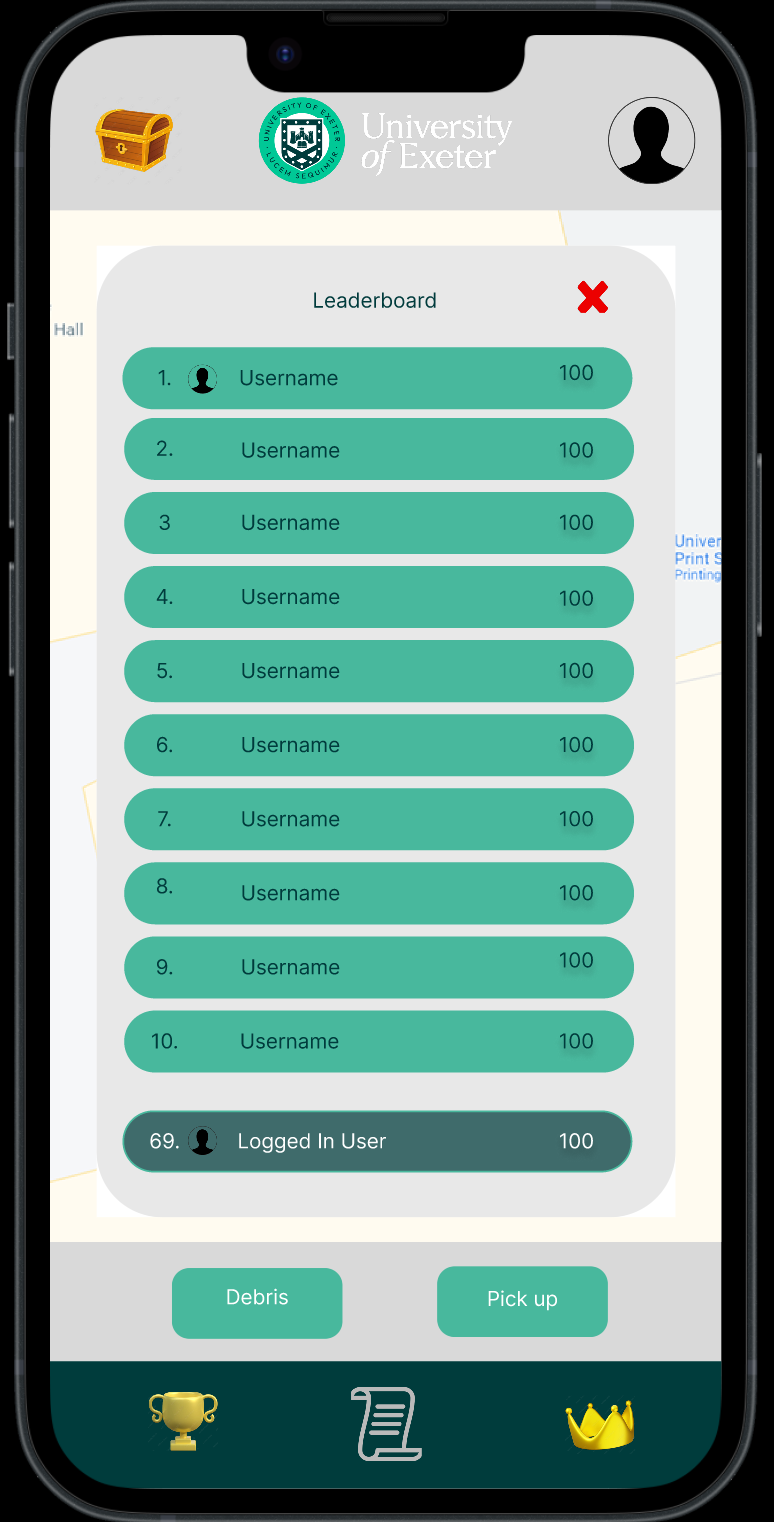 UNIVERSITY OF EXETER
LUCEM SEQUIMUR
University
of Exeter
Hall
Leaderboard
1. Username 100
2. Username 100
3 Username 100
Univer
Print S
Printing
4. Username 100
5. Username 100
6. Username 100
7. Username 100
8. Username 100
9. Username 100
10. Username 100
69. Logged In User 100
Debris
Pick up